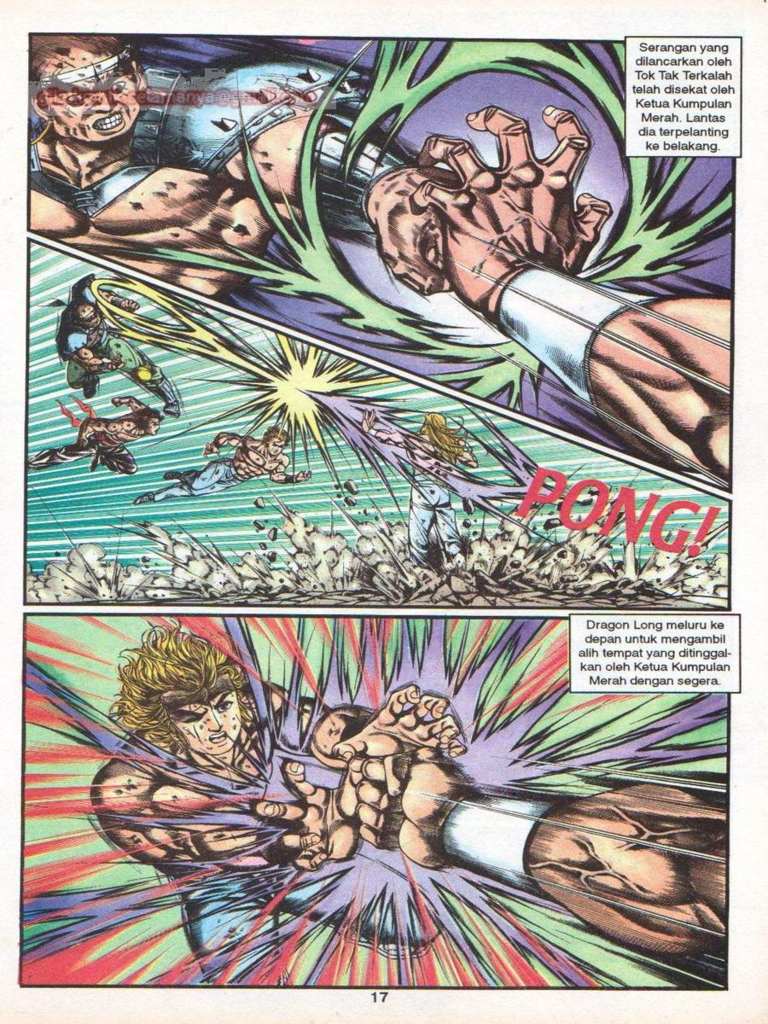 Serangan yang
dilancarkan oleh
Tok Tak Terkalah
telah disekat oleh
Ketua Kumpulan
Merah. Lantas
dia terpelanting
ke belakang.
PONG!
Dragon Long meluru ke
depan untuk mengambil
alih tempat yang ditinggal-
kan oleh Ketua Kumpulan
Merah dengan segera.
17